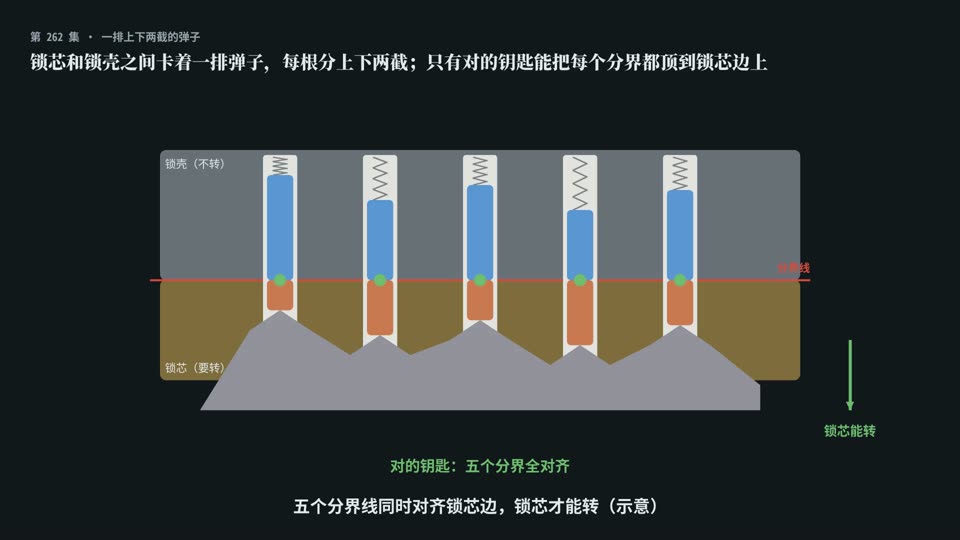 第 262 集 · 一排上下两截的弹子
锁芯和锁壳之间卡着一排弹子，每根分上下两截；只有对的钥匙能把每个分界都顶到锁芯边上
锁壳（不转）
锁芯（要转）
锁芯能转
对的钥匙：五个分界全对齐
五个分界线同时对齐锁芯边，锁芯才能转（示意）